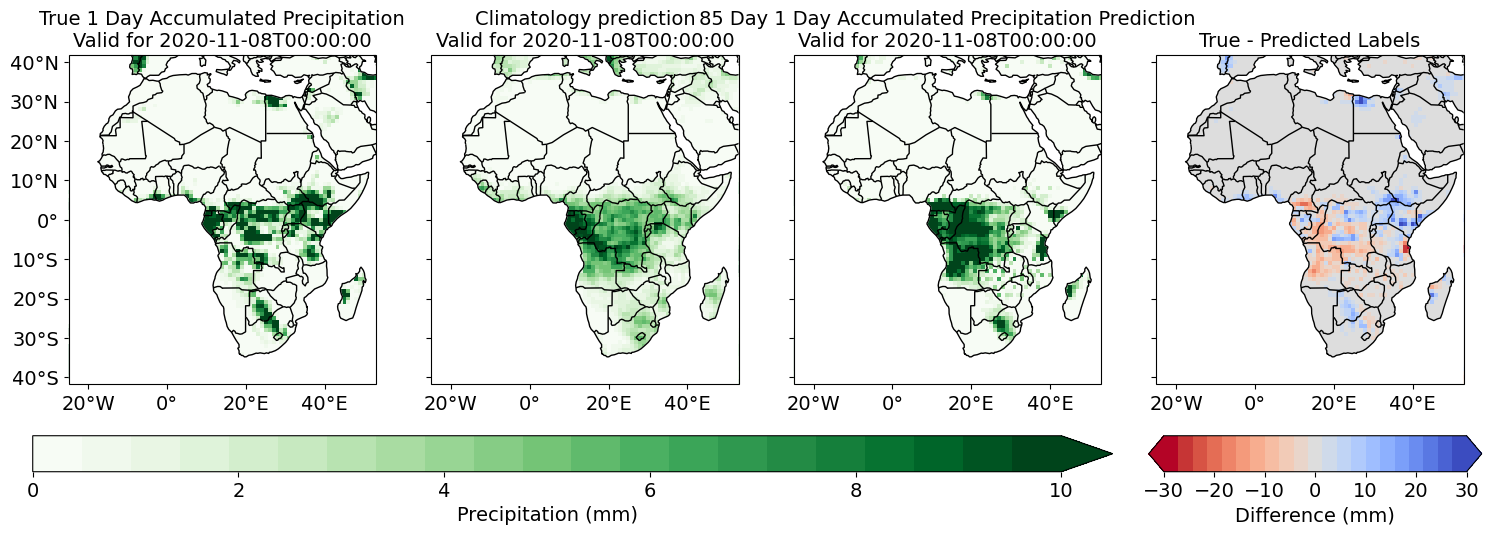 True 1 Day Accumulated Precipitation
Valid for 2020-11-08T00:00:00
Climatology prediction
Valid for 2020-11-08T00:00:00
85 Day 1 Day Accumulated Precipitation Prediction
Valid for 2020-11-08T00:00:00
True - Predicted Labels
40°N
30°N
20°N
10°N
0°
10°S
20°S
30°S
40°S
20°W 0° 20°E 40°E
20°W 0° 20°E 40°E
20°W 0° 20°E 40°E
20°W 0° 20°E 40°E
0 2 4 6 8 10
Precipitation (mm)
−30 −20 −10 0 10 20 30
Difference (mm)